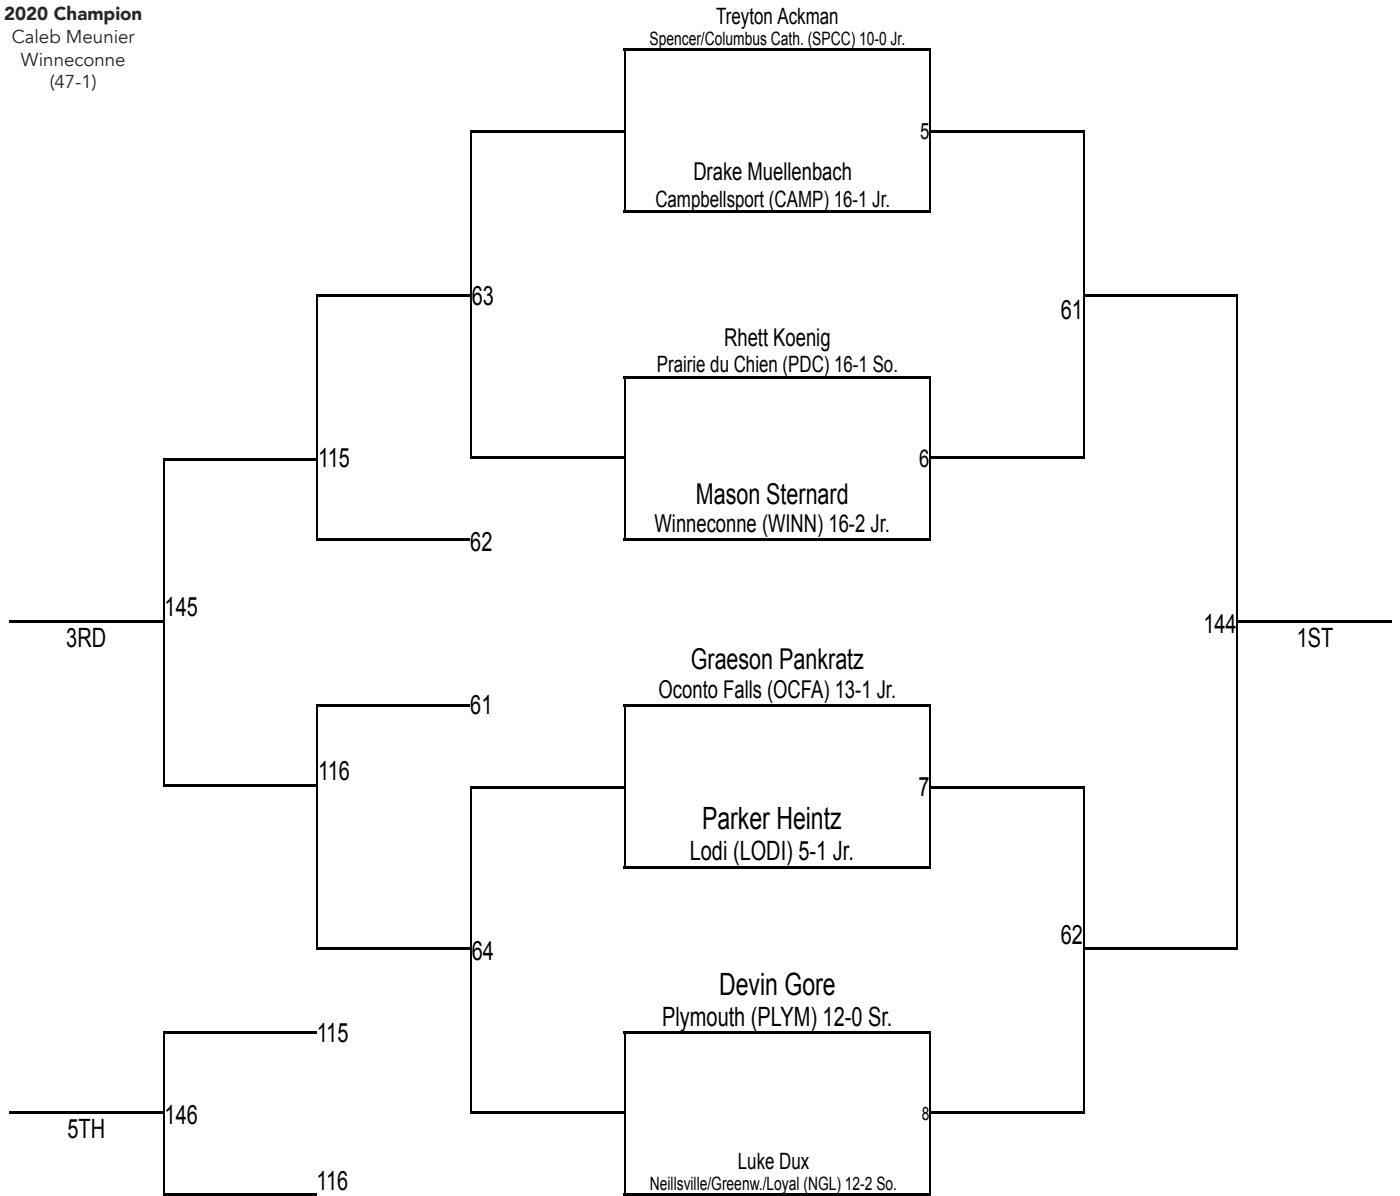 2020 Champion
Caleb Meunier
Winneconne
(47-1)
Treyton Ackman
Spencer/Columbus Cath. (SPCC) 10-0 Jr.
5
Drake Muellenbach
Campbellsport (CAMP) 16-1 Jr.
63
61
Rhett Koenig
Prairie du Chien (PDC) 16-1 So.
115
6
Mason Sternard
Winneconne (WINN) 16-2 Jr.
62
145
3RD
144
1ST
Graeson Pankratz
Oconto Falls (OCFA) 13-1 Jr.
61
116
7
Parker Heintz
Lodi (LODI) 5-1 Jr.
64
62
Devin Gore
Plymouth (PLYM) 12-0 Sr.
115
146
5TH
8
Luke Dux
Neillsville/Greenw./Loyal (NGL) 12-2 So.
116